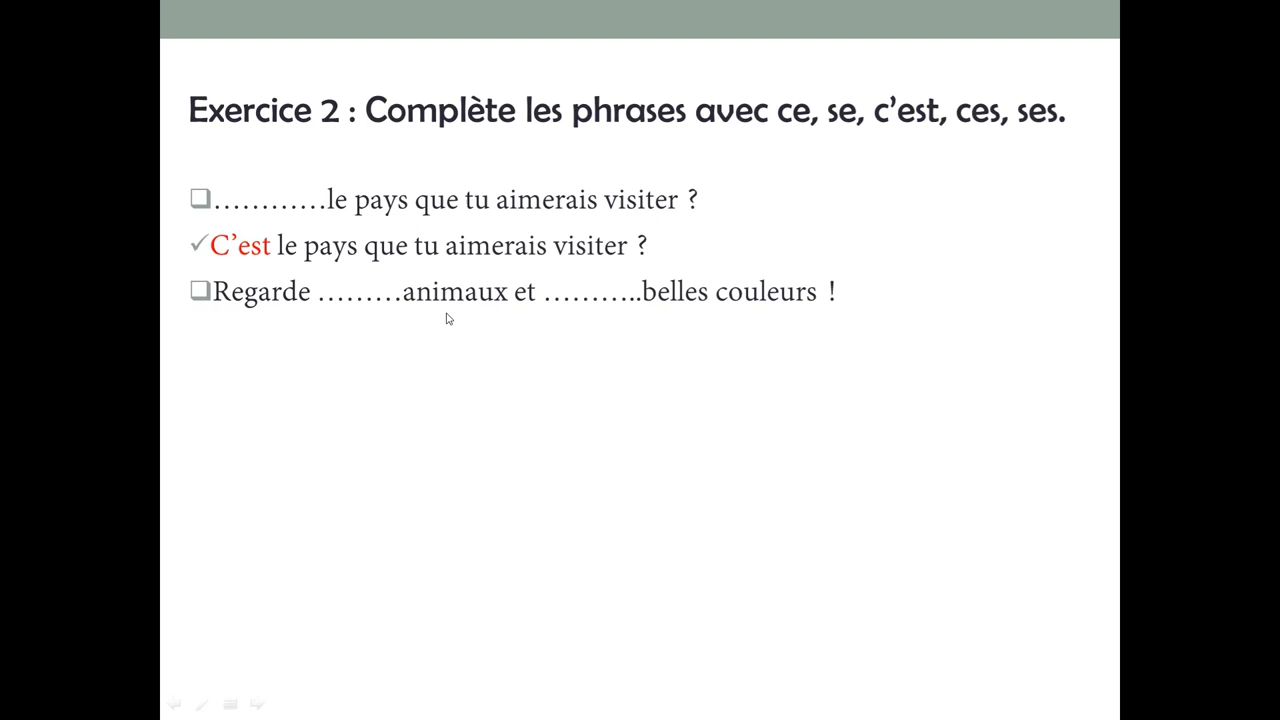 Exercice 2 : Complète les phrases avec ce, se, c’est, ces, ses.
…………le pays que tu aimerais visiter ?
C’est le pays que tu aimerais visiter ?
Regarde ………animaux et ………..belles couleurs !